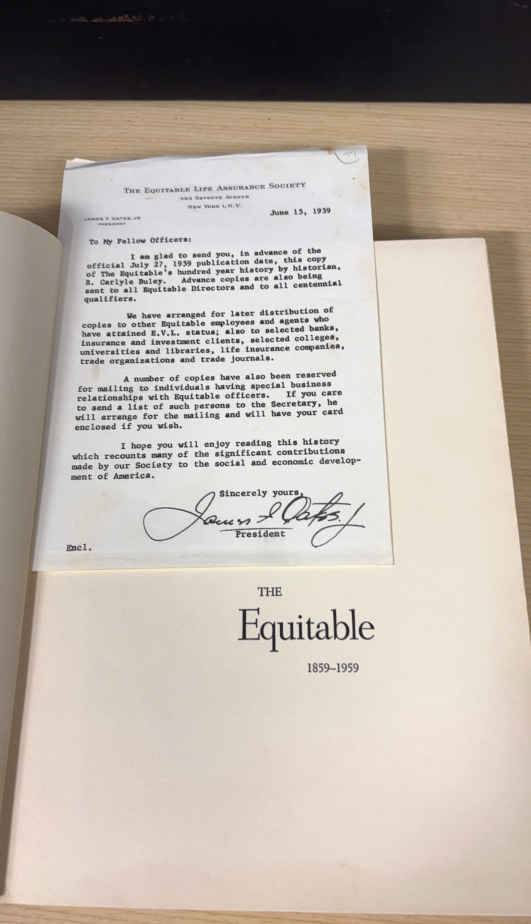 THE EQUITABLE LIFE ASSURANCE SOCIETY
393 SEVENTH AVENUE
NEW YORK 1, N.Y.
JAMES F. OATES, JR
PRESIDENT
June 15, 1959
To My Fellow Officers:
I am glad to send you, in advance of the
official July 27, 1959 publication date, this copy
of The Equitable's hundred year history by historian,
R. Carlyle Buley. Advance copies are also being
sent to all Equitable Directors and to all centennial
qualifiers.
We have arranged for later distribution of
copies to other Equitable employees and agents who
have attained E.V.L. status; also to selected banks,
insurance and investment clients, selected colleges,
universities and libraries, life insurance companies,
trade organizations and trade journals.
A number of copies have also been reserved
for mailing to individuals having special business
relationships with Equitable officers. If you care
to send a list of such persons to the Secretary, he
will arrange for the mailing and will have your card
enclosed if you wish.
I hope you will enjoy reading this history
which recounts many of the significant contributions
made by our Society to the social and economic develop-
ment of America.
Sincerely yours,
James F. Oates, J
President
Encl.
THE
Equitable
1859–1959